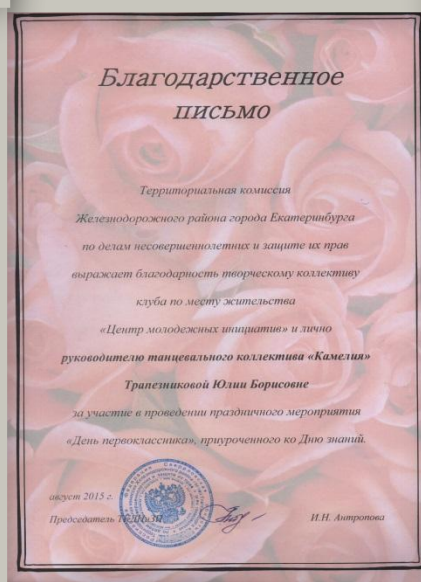 Благодарственное
письмо
Территориальная комиссия
Железнодорожного района города Екатеринбурга
по делам несовершеннолетних и защите их прав
выражает благодарность творческому коллективу
клуба по месту жительства
«Центр молодежных инициатив» и лично
руководителю танцевального коллектива «Камелия»
Трапезниковой Юлии Борисовне
за участие в проведении праздничного мероприятия
«День первоклассника», приуроченного ко Дню знаний.
август 2015 г.
Председатель И.Н. Антропова